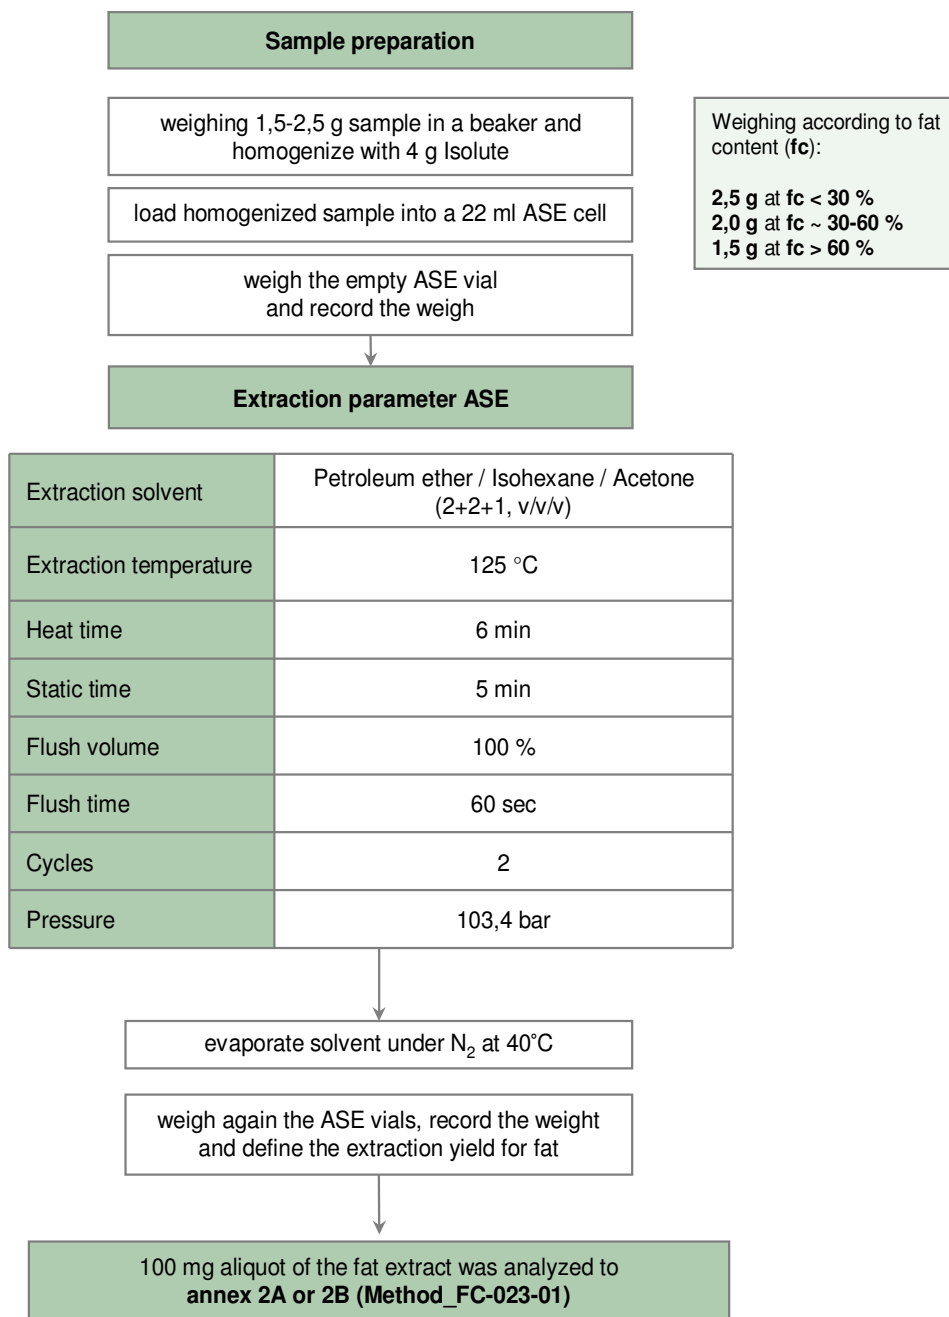 Sample preparation
weighing 1,5-2,5 g sample in a beaker and
homogenize with 4 g Isolute
Weighing according to fat
content (fc):
2,5 g at fc < 30 %
2,0 g at fc ~ 30-60 %
1,5 g at fc > 60 %
load homogenized sample into a 22 ml ASE cell
weigh the empty ASE vial
and record the weigh
Extraction parameter ASE
Extraction solvent
Petroleum ether / Isohexane / Acetone
(2+2+1, v/v/v)
Extraction temperature
125 °C
Heat time
6 min
Static time
5 min
Flush volume
100 %
Flush time
60 sec
Cycles
2
Pressure
103,4 bar
evaporate solvent under N₂ at 40°C
weigh again the ASE vials, record the weight
and define the extraction yield for fat
100 mg aliquot of the fat extract was analyzed to
annex 2A or 2B (Method_FC-023-01)